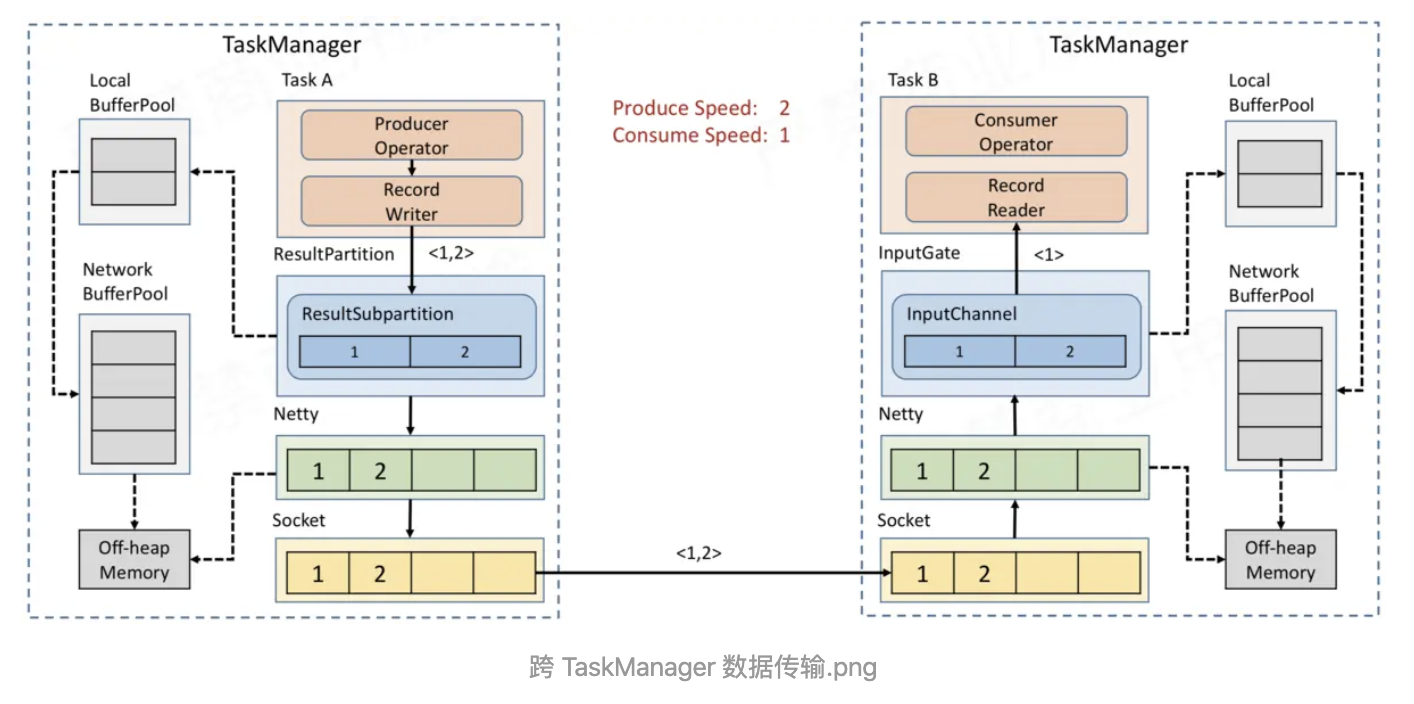 TaskManager
Local
BufferPool
Task A
Producer
Operator
Record
Writer
ResultPartition
<1,2>
Network
BufferPool
ResultSubpartition
1 2
Netty
1 2
Socket
Off-heap
Memory
1 2
Produce Speed: 2
Consume Speed: 1
<1,2>
TaskManager
Task B
Local
BufferPool
Consumer
Operator
Record
Reader
InputGate
<1>
Network
BufferPool
InputChannel
1 2
Netty
1 2
Socket
Off-heap
Memory
1 2
跨 TaskManager 数据传输.png